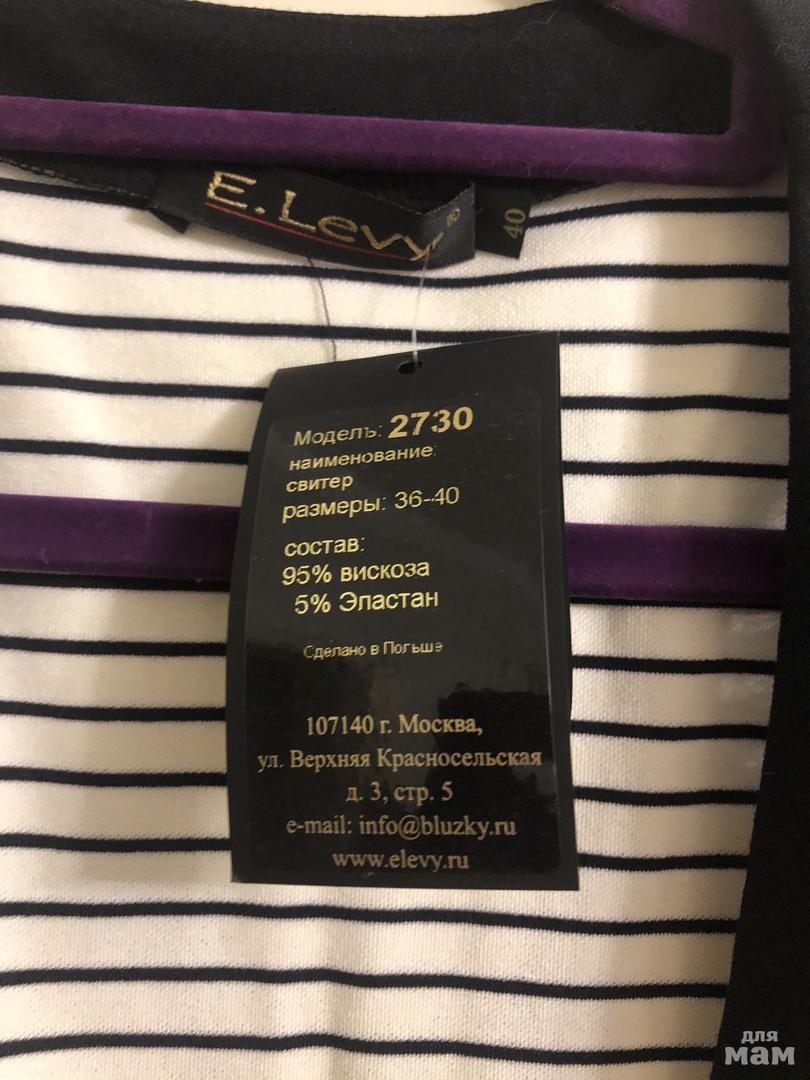 E.Levy®
40
Модель: 2730
наименование:
свитер
размеры: 36-40
состав:
95% вискоза
5% Эластан
Сделано в Польше
107140 г. Москва,
ул. Верхняя Красносельская
д. 3, стр. 5
e-mail: info@bluzky.ru
www.elevy.ru
для
мам